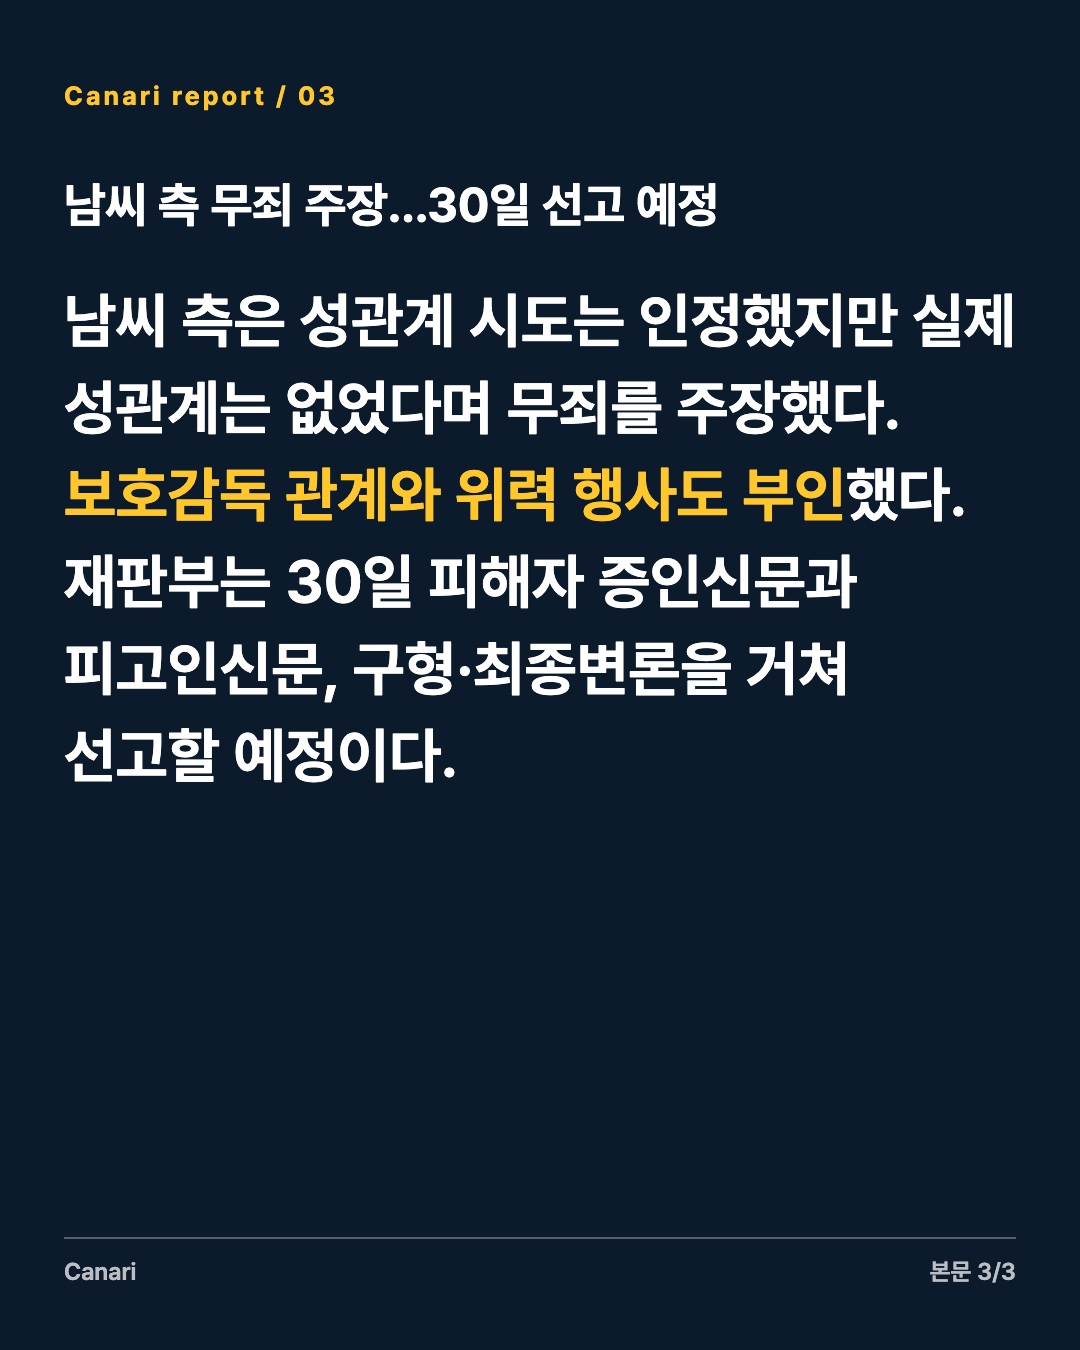 Canari report / 03
남씨 측 무죄 주장...30일 선고 예정
남씨 측은 성관계 시도는 인정했지만 실제
성관계는 없었다며 무죄를 주장했다.
보호감독 관계와 위력 행사도 부인했다.
재판부는 30일 피해자 증인신문과
피고인신문, 구형·최종변론을 거쳐
선고할 예정이다.
Canari
본문 3/3